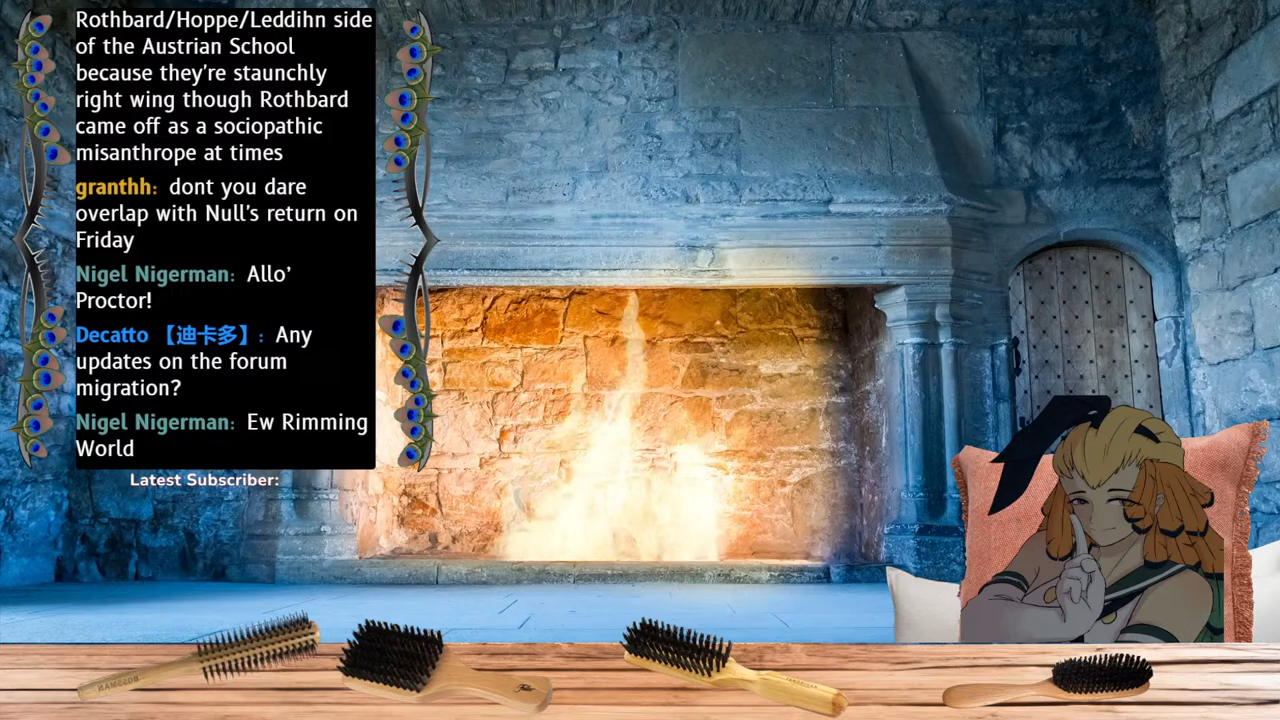 Rothbard/Hoppe/Leddihn side
of the Austrian School
because they're staunchly
right wing though Rothbard
came off as a sociopathic
misanthrope at times
granthh: dont you dare
overlap with Null's return on
Friday
Nigel Nigerman: Allo'
Proctor!
Decatto 【迪卡多】: Any
updates on the forum
migration?
Nigel Nigerman: Ew Rimming
World
Latest Subscriber: